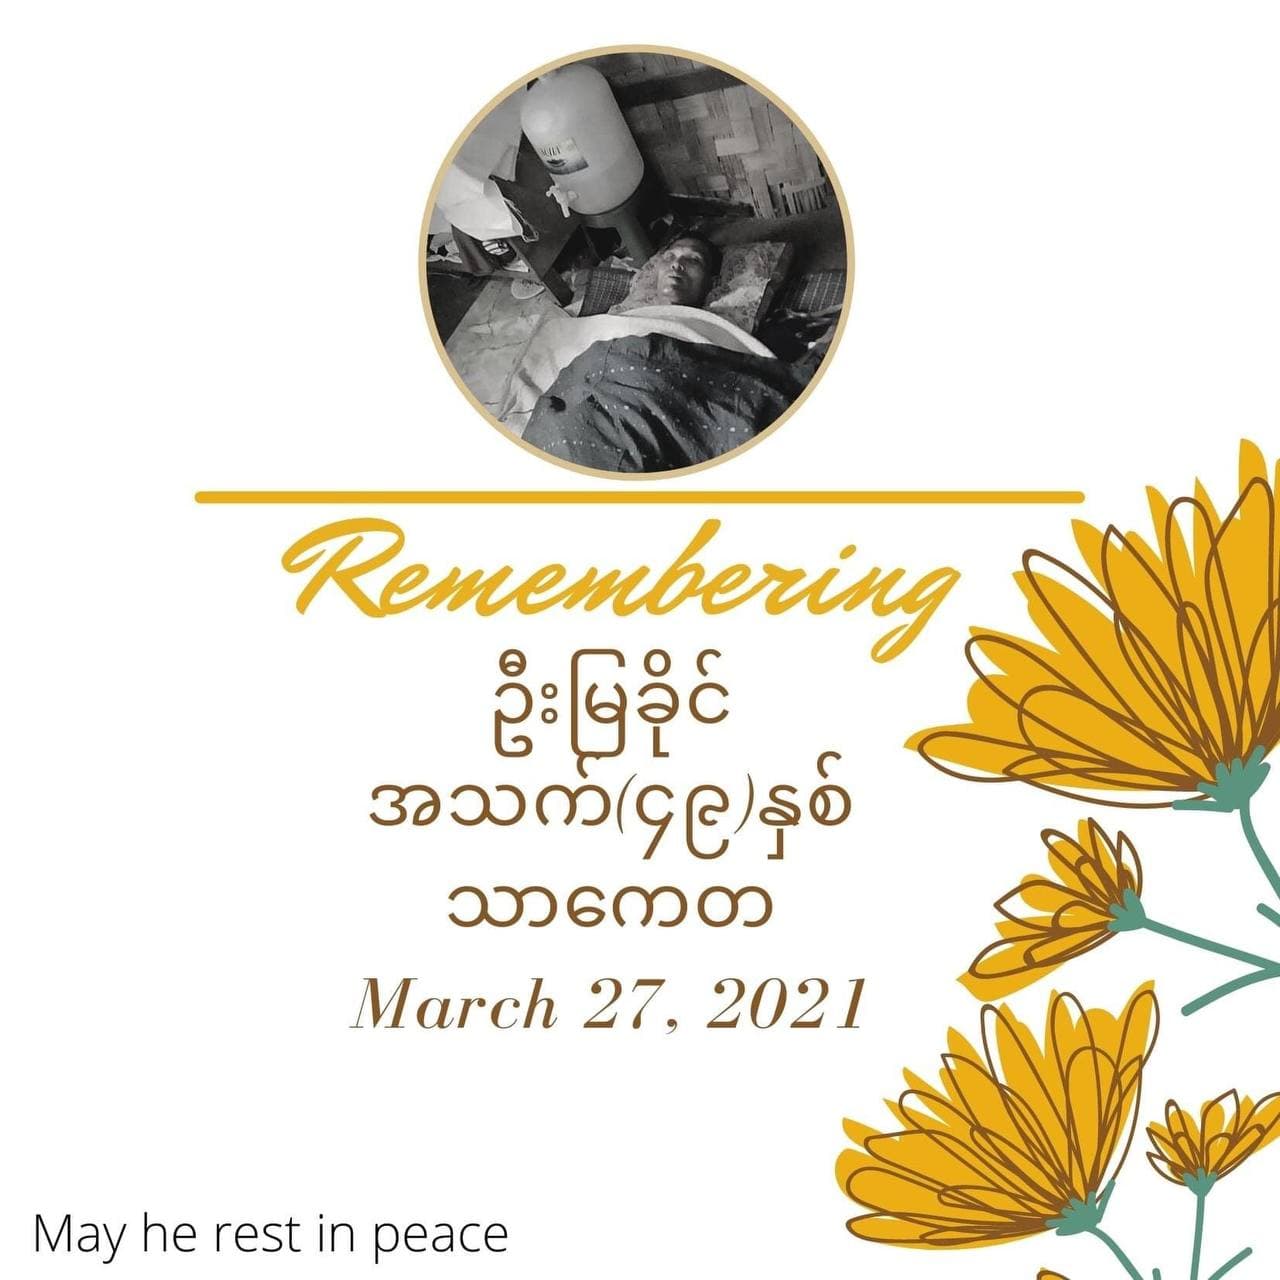 Remembering
ဦးမြခိုင်
အသက်(၄၉)နှစ်
သာကေတ
March 27, 2021
May he rest in peace